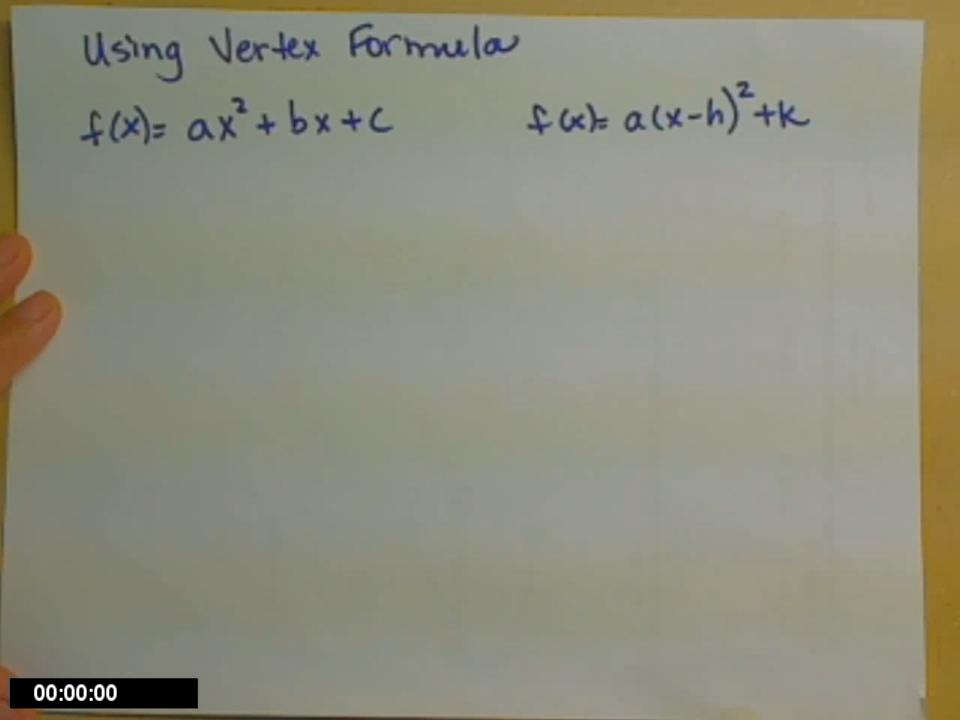 Using Vertex Formula
f(x)= ax²+bx+c f(x)= a(x-h)²+k
00:00:00